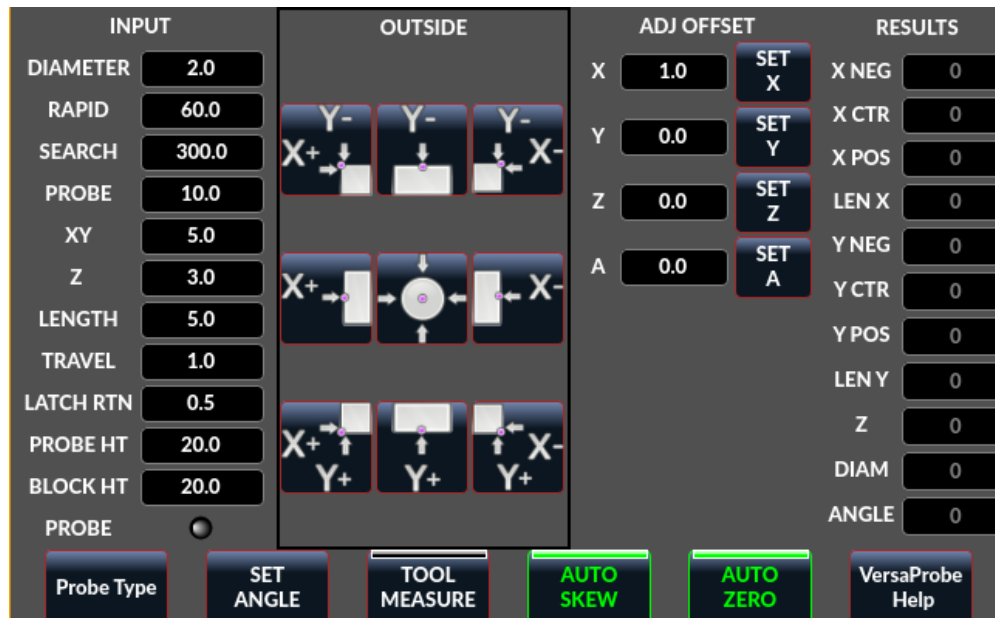 INPUT
DIAMETER 2.0
RAPID 60.0
SEARCH 300.0
PROBE 10.0
XY 5.0
Z 3.0
LENGTH 5.0
TRAVEL 1.0
LATCH RTN 0.5
PROBE HT 20.0
BLOCK HT 20.0
PROBE
OUTSIDE
Y- Y- Y-
X+ X-
X+ X-
X+ X-
Y+ Y+ Y+
ADJ OFFSET
X 1.0 SET X
Y 0.0 SET Y
Z 0.0 SET Z
A 0.0 SET A
RESULTS
X NEG 0
X CTR 0
X POS 0
LEN X 0
Y NEG 0
Y CTR 0
Y POS 0
LEN Y 0
Z 0
DIAM 0
ANGLE 0
Probe Type
SET
ANGLE
TOOL
MEASURE
AUTO
SKEW
AUTO
ZERO
VersaProbe
Help